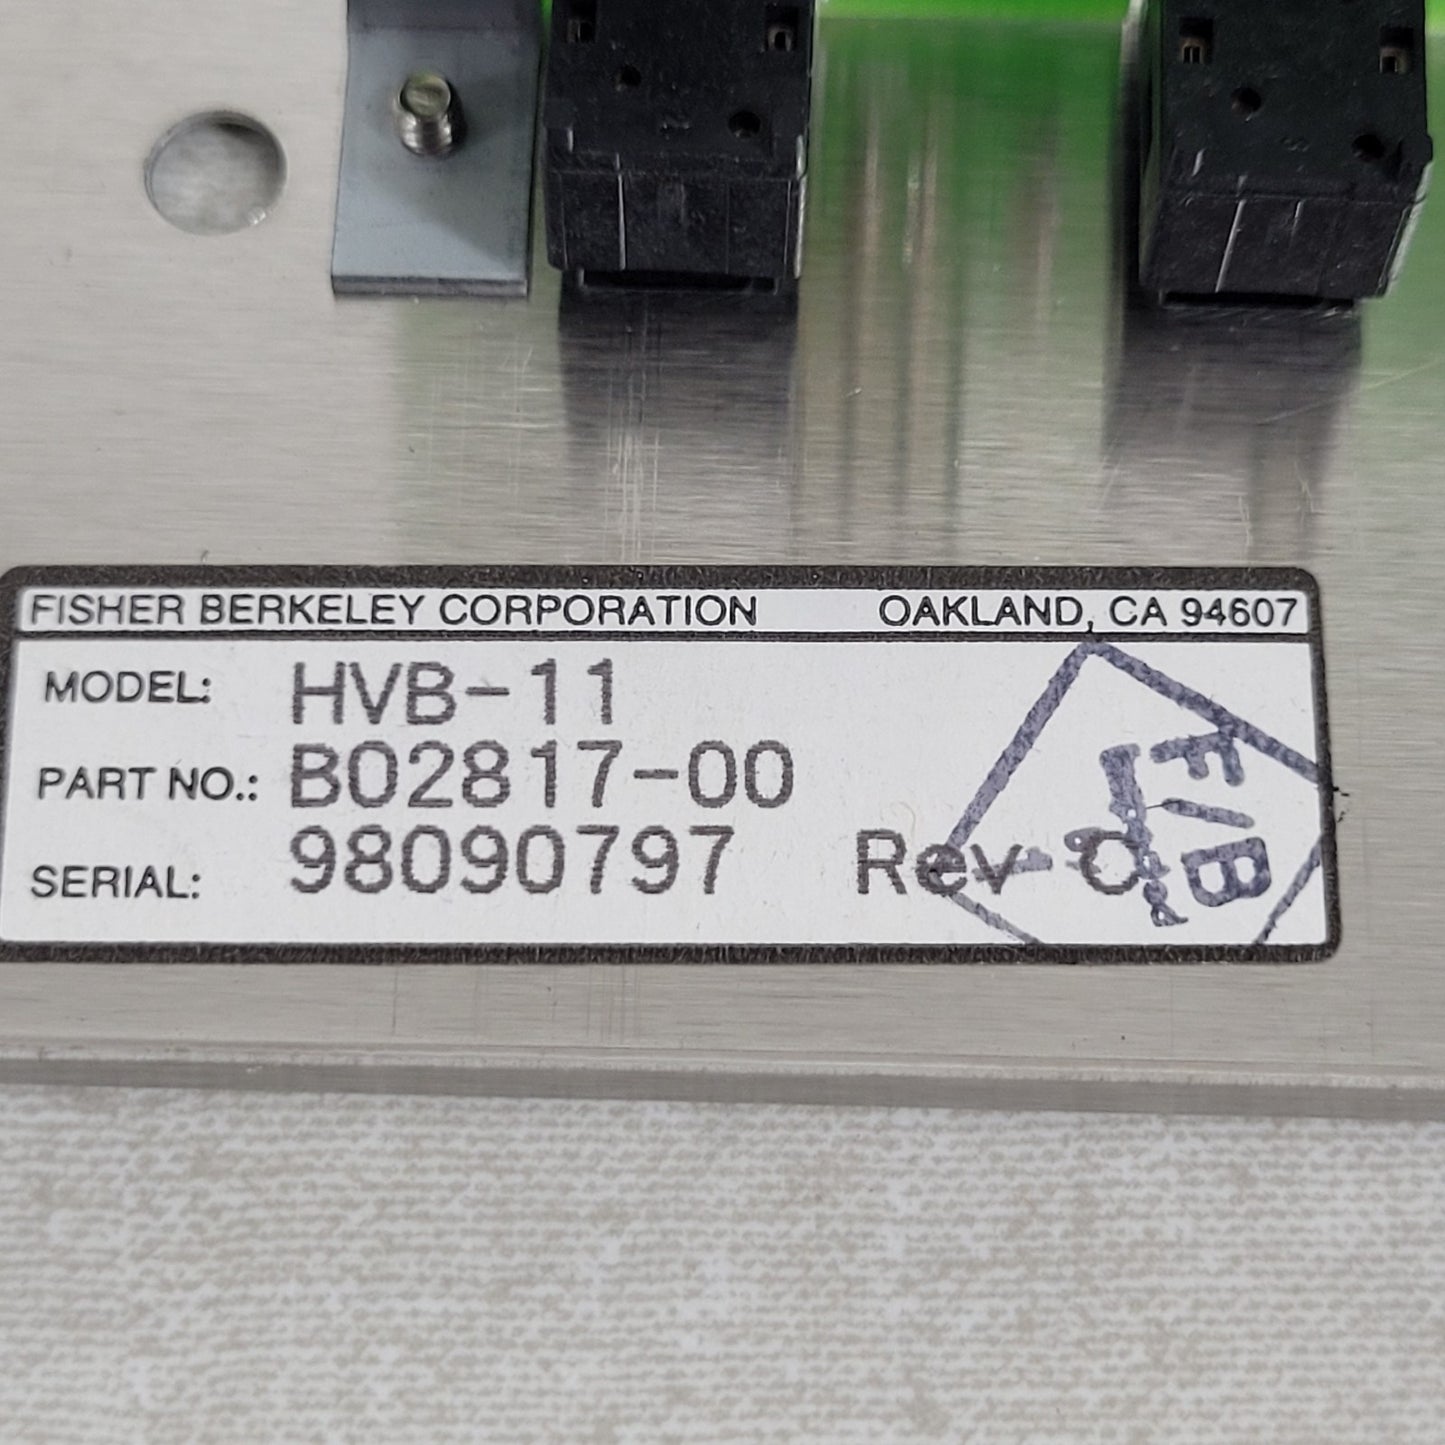 FISHER BERKELEY CORPORATION OAKLAND, CA 94607
MODEL: HVB-11
PART NO.: B02817-00
SERIAL: 98090797 Rev C
F/B